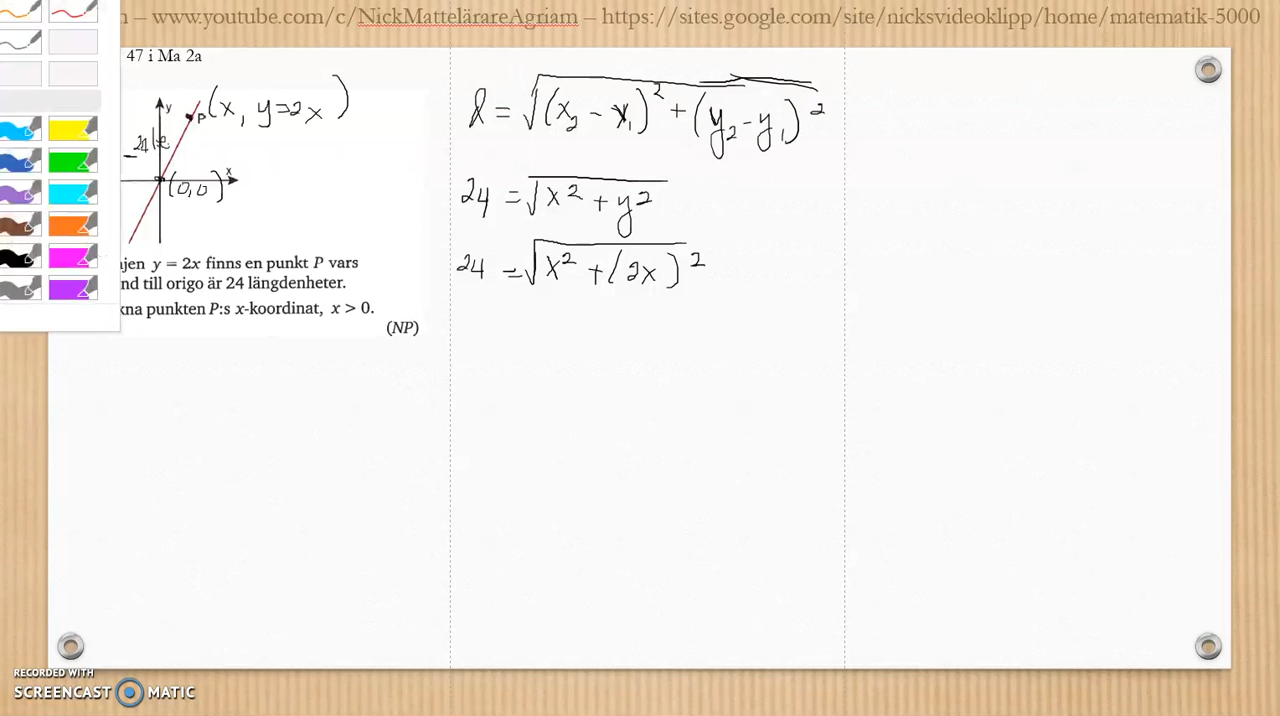 n – www.youtube.com/c/NickMattelärareAgriam – https://sites.google.com/site/nicksvideoklipp/home/matematik-5000
47 i Ma 2a
y
P (x, y=2x)
24 le
x
(0,0)
jen y = 2x finns en punkt P vars
nd till origo är 24 längdenheter.
kna punkten P:s x-koordinat, x > 0.
(NP)
d = √(x₂ - x₁)² + (y₂ - y₁)²
24 = √x² + y²
24 = √x² + (2x)²
RECORDED WITH
SCREENCAST MATIC